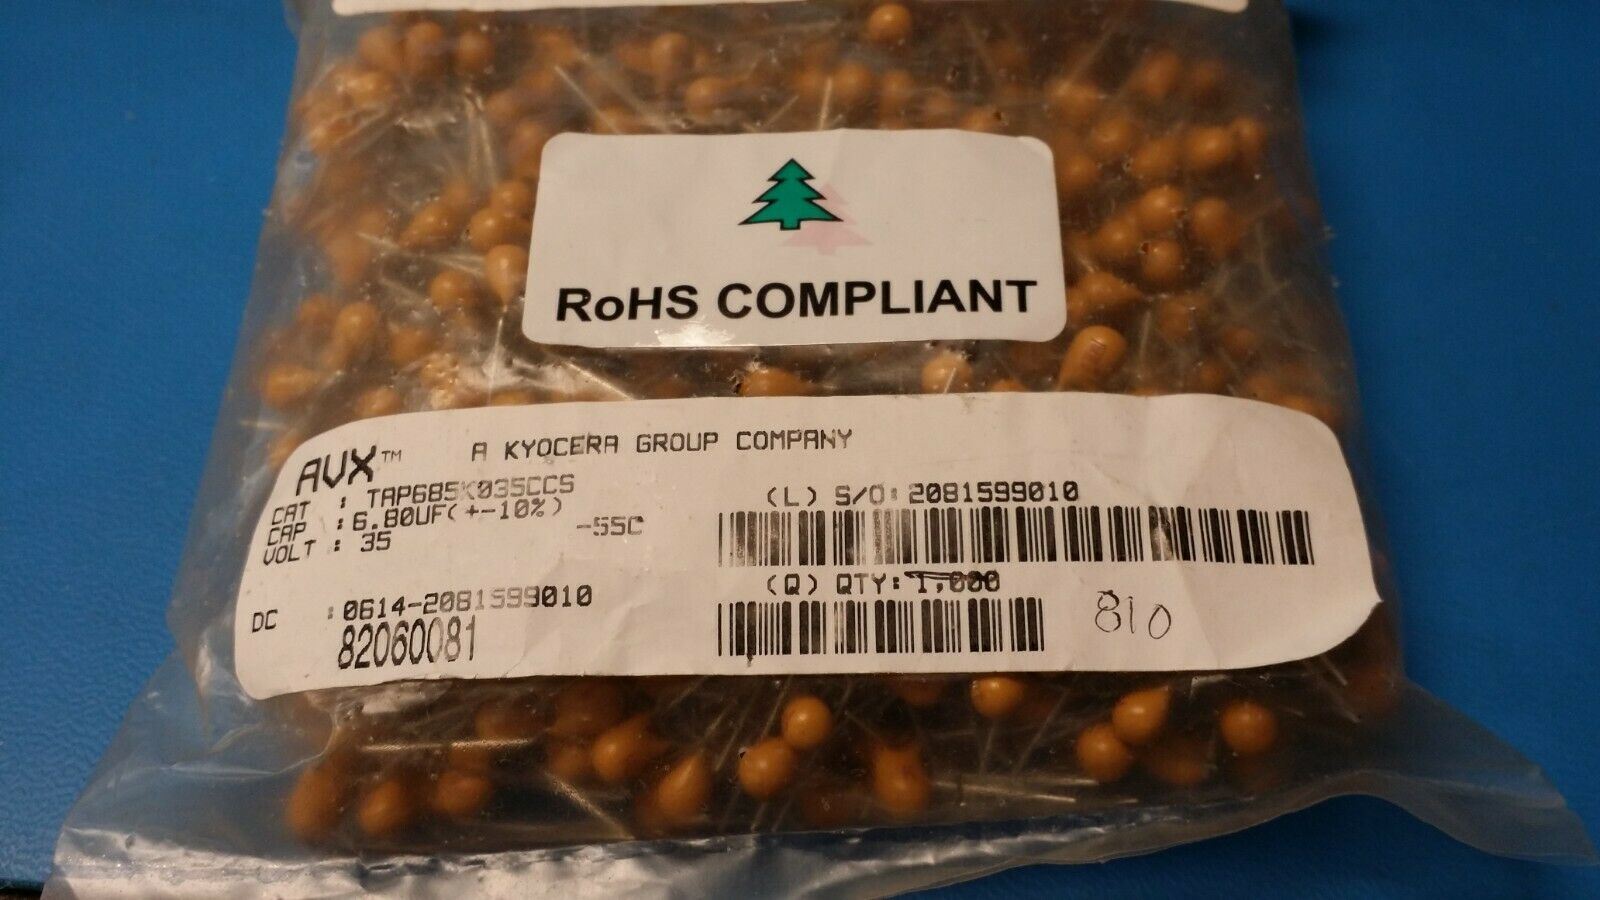 RoHS COMPLIANT
AVX™ A KYOCERA GROUP COMPANY
CAT : TAP685K035CCS
CAP : 6.80UF(+-10%) -55C
VOLT : 35
(L) S/O: 2081599010
(Q) QTY: 1,000
810
DC : 0614-2081599010
82060081